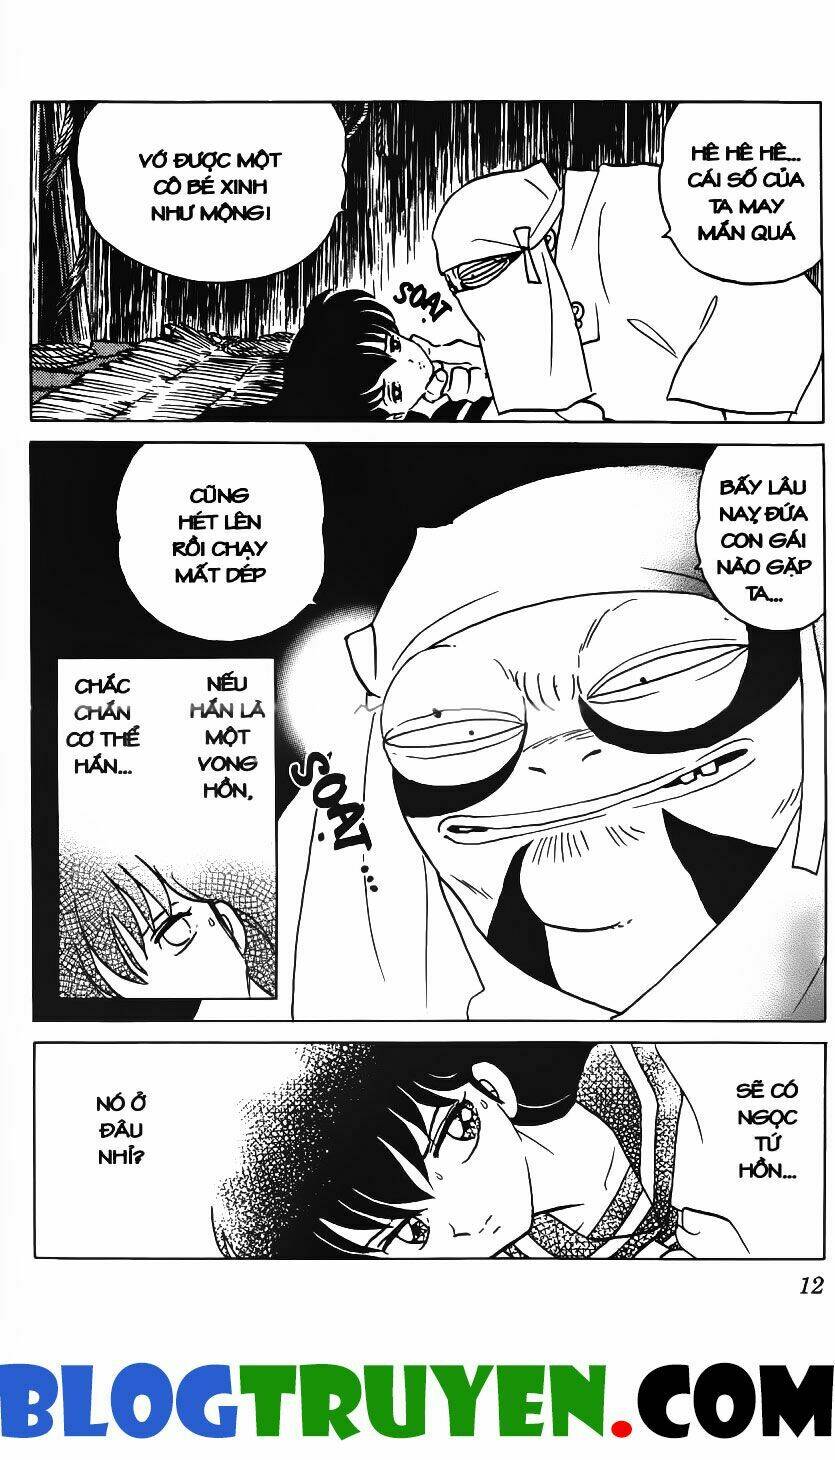 HÊ HÊ HÊ...
CÁI SỐ CỦA
TA MAY
MẮN QUÁ
VỚ ĐƯỢC MỘT
CÔ BÉ XINH
NHƯ MỘNG!
SOẠT
BẤY LÂU
NAY, ĐỨA
CON GÁI
NÀO GẶP
TA...
CŨNG
HÉT LÊN
RỒI CHẠY
MẤT DÉP
SOẠT...
NẾU
HẮN LÀ
MỘT
VONG
HỒN,
CHẮC
CHẮN
CƠ THỂ
HẮN...
SẼ CÓ
NGỌC
TỨ
HỒN...
NÓ Ở
ĐÂU
NHỈ?
12
BLOGTRUYEN.COM